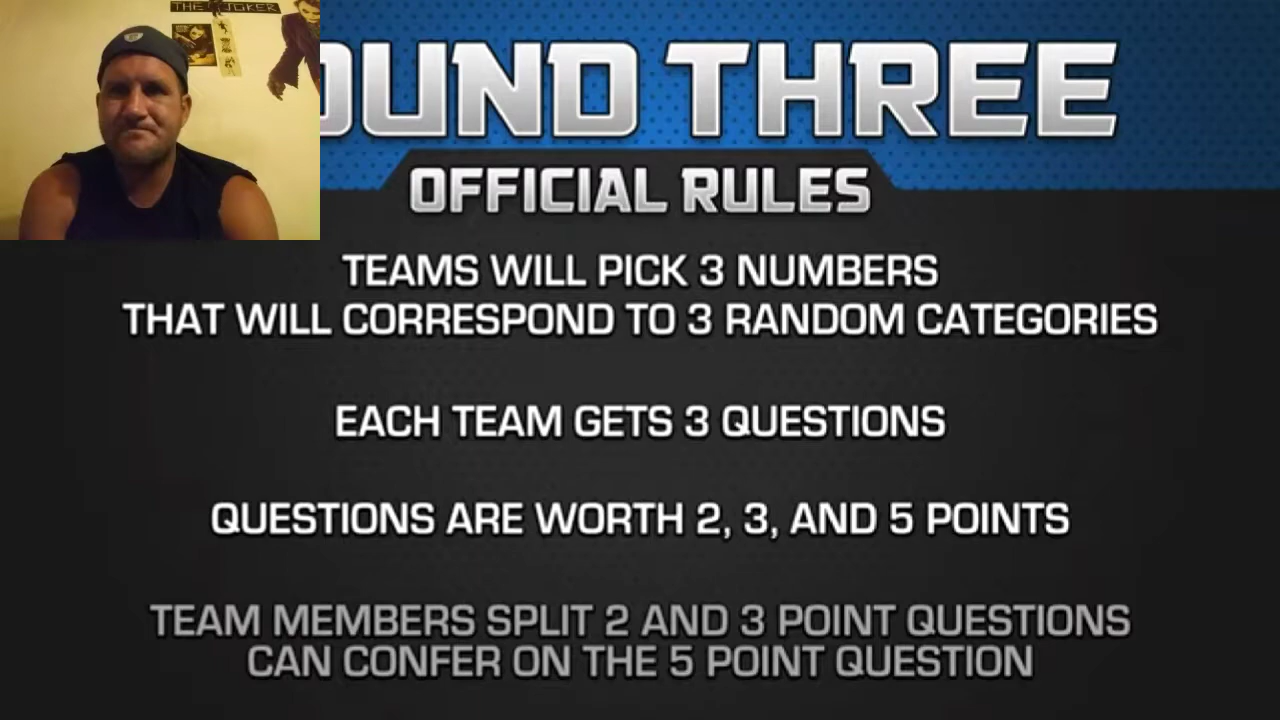 THE JOKER
OUND THREE
OFFICIAL RULES
TEAMS WILL PICK 3 NUMBERS
THAT WILL CORRESPOND TO 3 RANDOM CATEGORIES
EACH TEAM GETS 3 QUESTIONS
QUESTIONS ARE WORTH 2, 3, AND 5 POINTS
TEAM MEMBERS SPLIT 2 AND 3 POINT QUESTIONS
CAN CONFER ON THE 5 POINT QUESTION